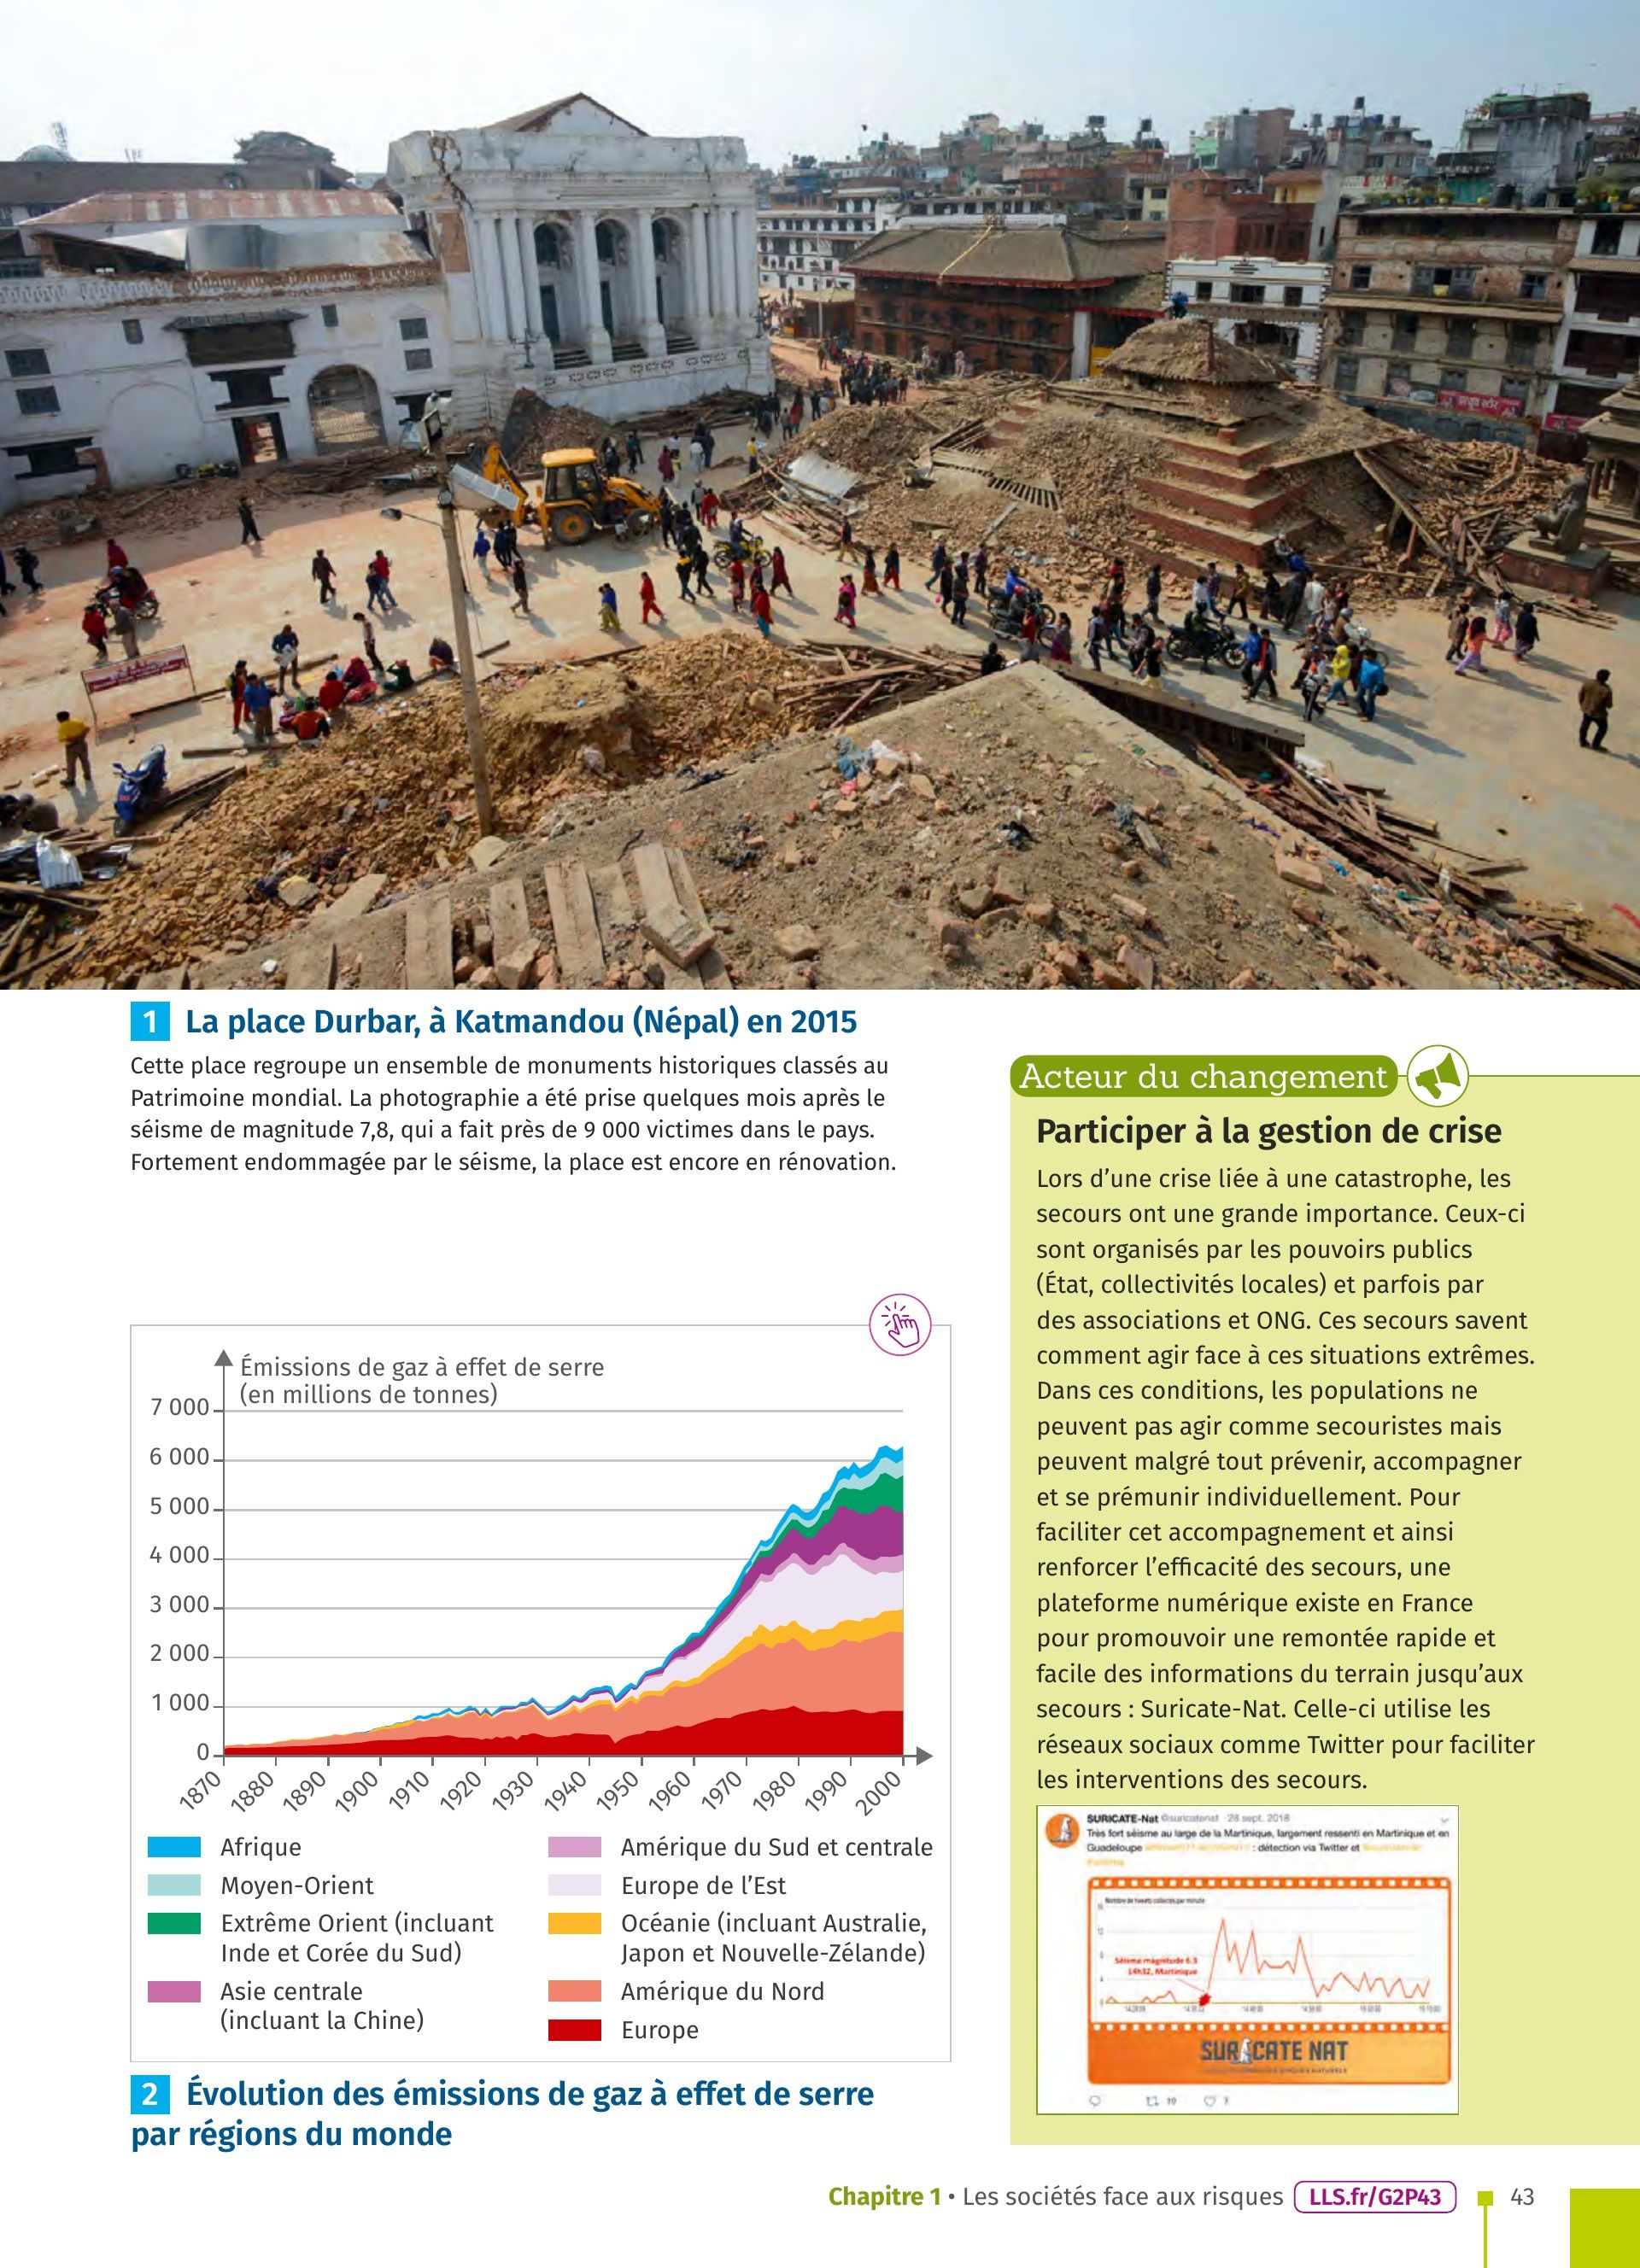 1 La place Durbar, à Katmandou (Népal) en 2015
Cette place regroupe un ensemble de monuments historiques classés au
Patrimoine mondial. La photographie a été prise quelques mois après le
séisme de magnitude 7,8, qui a fait près de 9 000 victimes dans le pays.
Fortement endommagée par le séisme, la place est encore en rénovation.
Émissions de gaz à effet de serre
(en millions de tonnes)
7 000
6 000
5 000
4 000
3 000
2 000
1 000
0
1870
1880
1890
1900
1910
1920
1930
1940
1950
1960
1970
1980
1990
2000
Afrique
Moyen-Orient
Extrême Orient (incluant
Inde et Corée du Sud)
Asie centrale
(incluant la Chine)
Amérique du Sud et centrale
Europe de l'Est
Océanie (incluant Australie,
Japon et Nouvelle-Zélande)
Amérique du Nord
Europe
2 Évolution des émissions de gaz à effet de serre
par régions du monde
Acteur du changement
Participer à la gestion de crise
Lors d'une crise liée à une catastrophe, les
secours ont une grande importance. Ceux-ci
sont organisés par les pouvoirs publics
(État, collectivités locales) et parfois par
des associations et ONG. Ces secours savent
comment agir face à ces situations extrêmes.
Dans ces conditions, les populations ne
peuvent pas agir comme secouristes mais
peuvent malgré tout prévenir, accompagner
et se prémunir individuellement. Pour
faciliter cet accompagnement et ainsi
renforcer l'efficacité des secours, une
plateforme numérique existe en France
pour promouvoir une remontée rapide et
facile des informations du terrain jusqu'aux
secours : Suricate-Nat. Celle-ci utilise les
réseaux sociaux comme Twitter pour faciliter
les interventions des secours.
SURICATE-Nat @suricatenat
Très fort séisme au large de la Martinique, largement ressenti en Martinique et en
Guadeloupe : détection via Twitter et
Nombre de tweets collectés par minute
Séisme magnitude
14h32, Martinique
SURICATE NAT
Chapitre 1 • Les sociétés face aux risques LLS.fr/G2P43 43